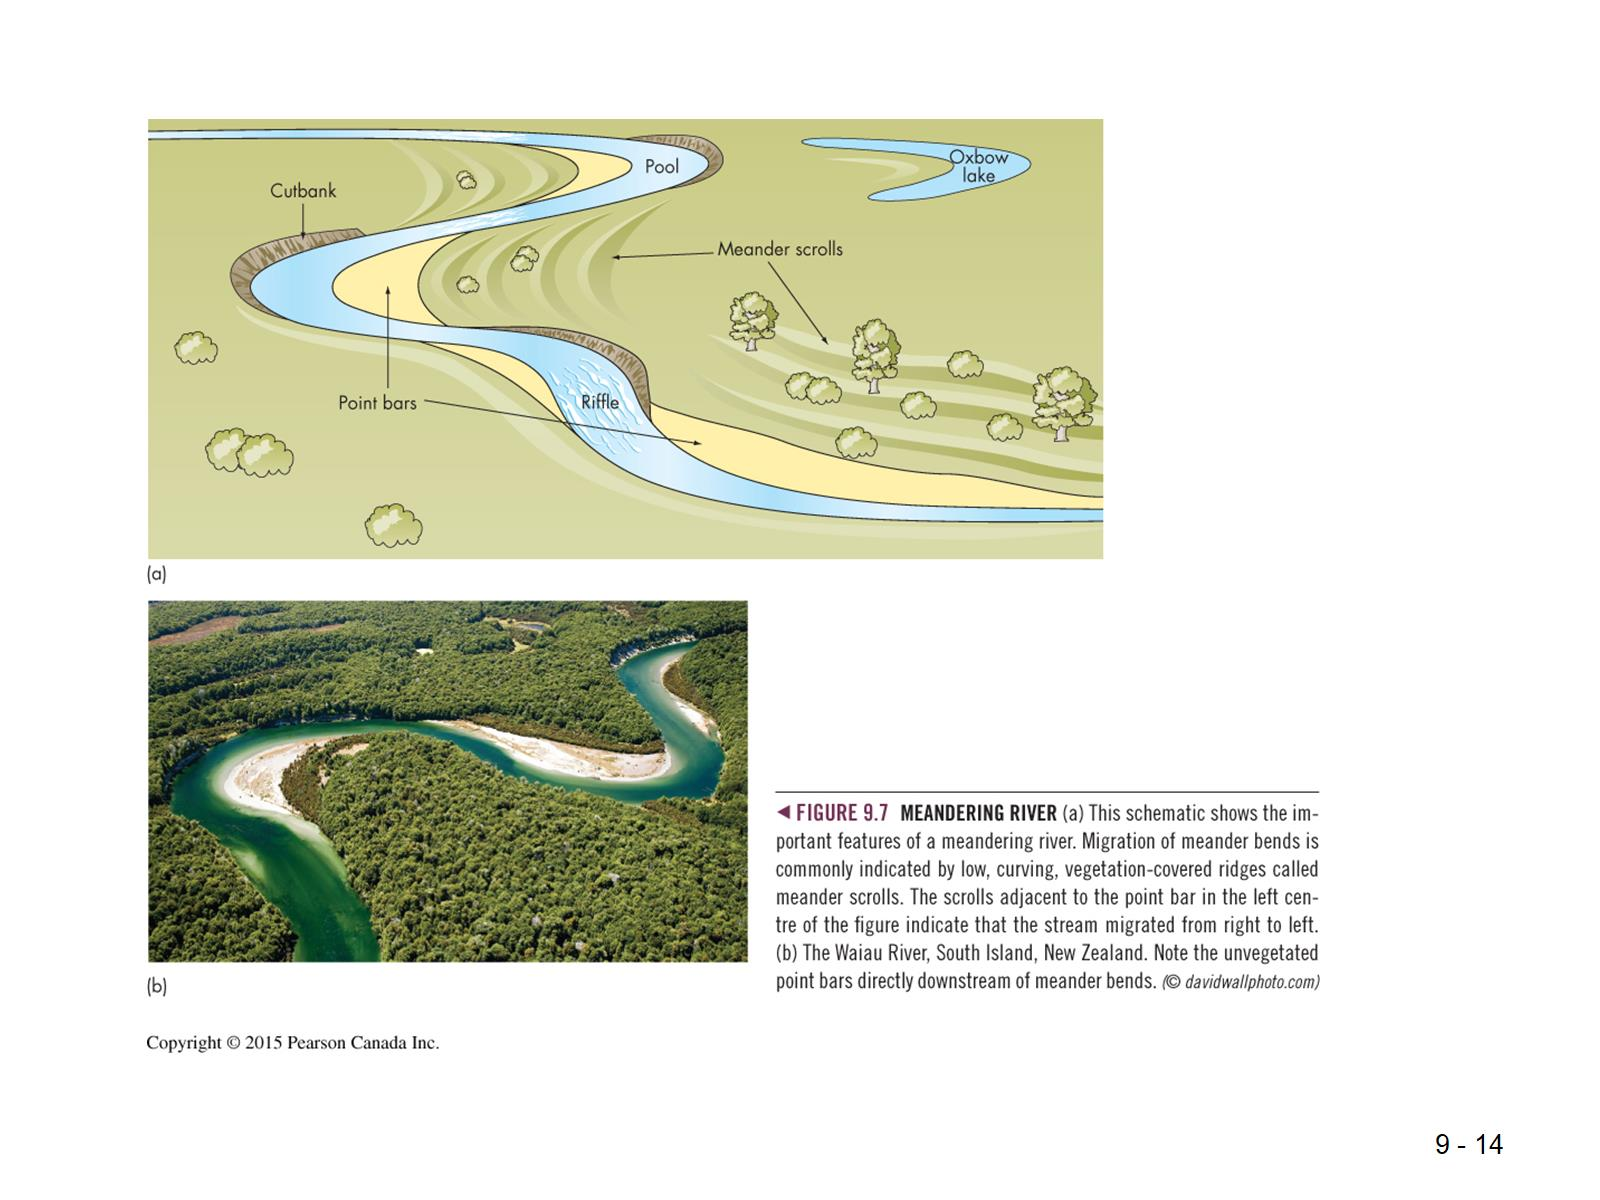 Pool
Oxbow
lake
Cutbank
Meander scrolls
Point bars
Riffle
(a)
◄ FIGURE 9.7 MEANDERING RIVER (a) This schematic shows the im-
portant features of a meandering river. Migration of meander bends is
commonly indicated by low, curving, vegetation-covered ridges called
meander scrolls. The scrolls adjacent to the point bar in the left cen-
tre of the figure indicate that the stream migrated from right to left.
(b) The Waiau River, South Island, New Zealand. Note the unvegetated
point bars directly downstream of meander bends. (© davidwallphoto.com)
(b)
Copyright © 2015 Pearson Canada Inc.
9 - 14